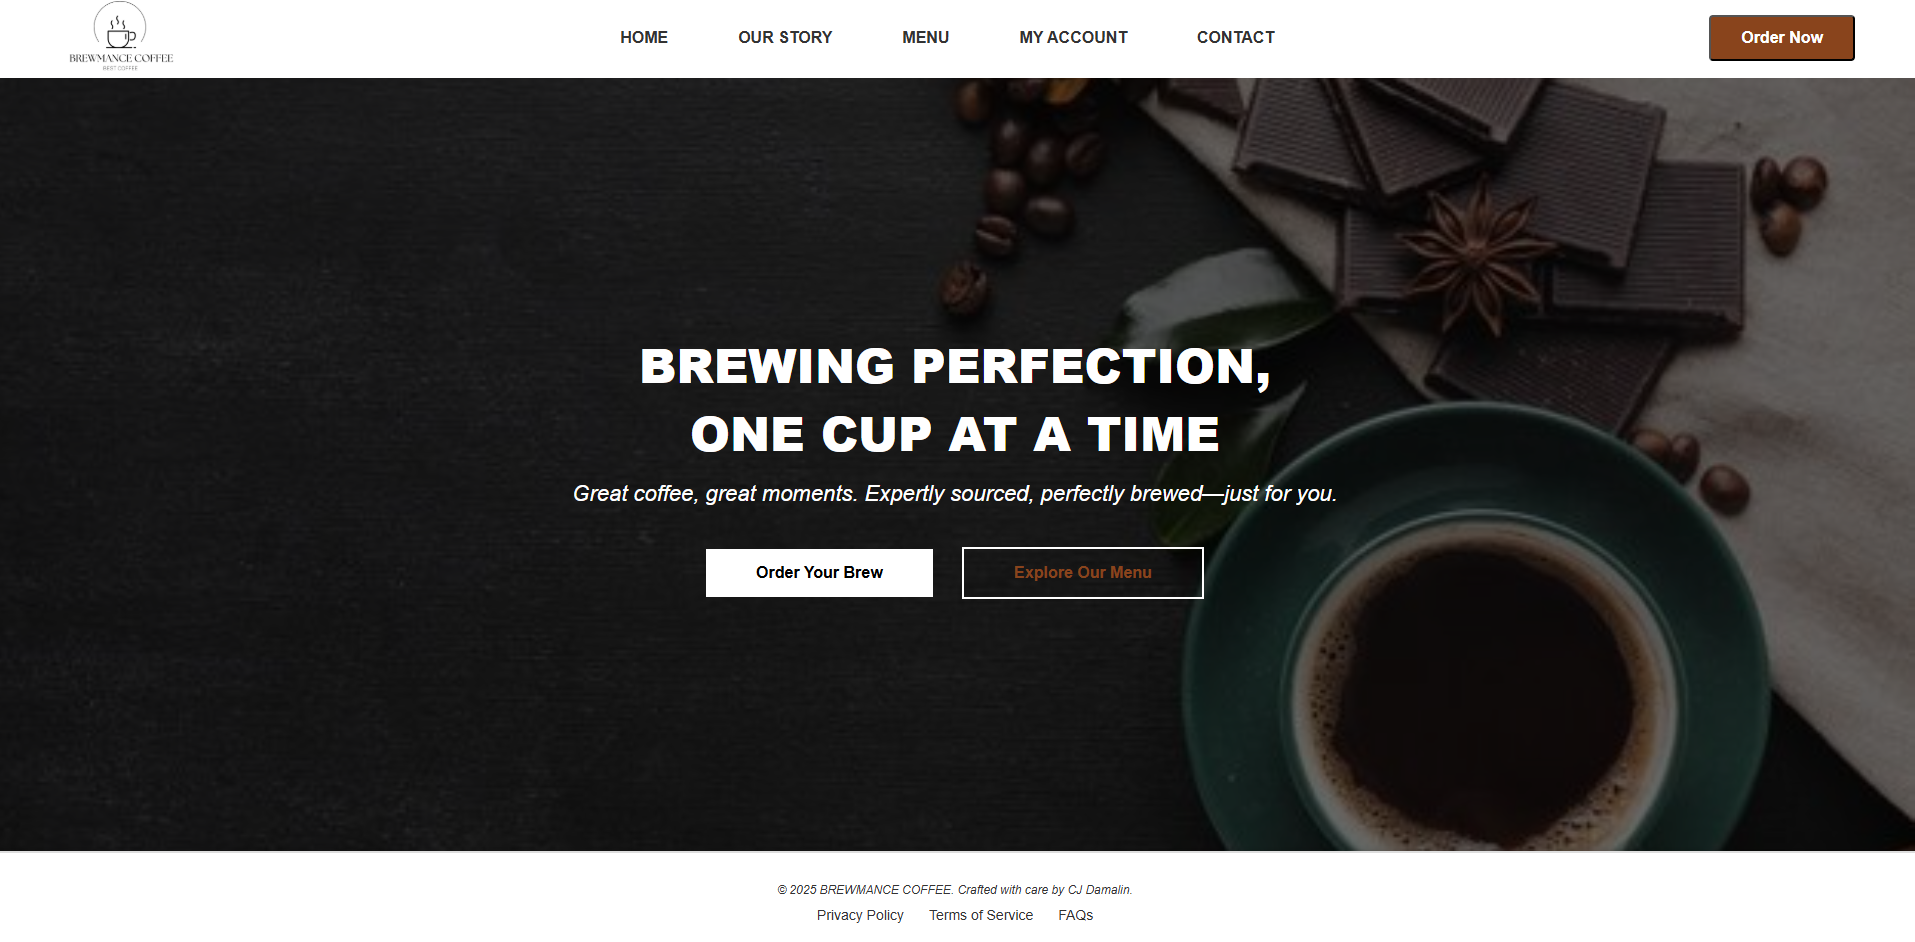 BREWMANCE COFFEE
BEST COFFEE
HOME OUR STORY MENU MY ACCOUNT CONTACT
Order Now
BREWING PERFECTION,
ONE CUP AT A TIME
Great coffee, great moments. Expertly sourced, perfectly brewed—just for you.
Order Your Brew Explore Our Menu
© 2025 BREWMANCE COFFEE. Crafted with care by CJ Damalin.
Privacy Policy Terms of Service FAQs